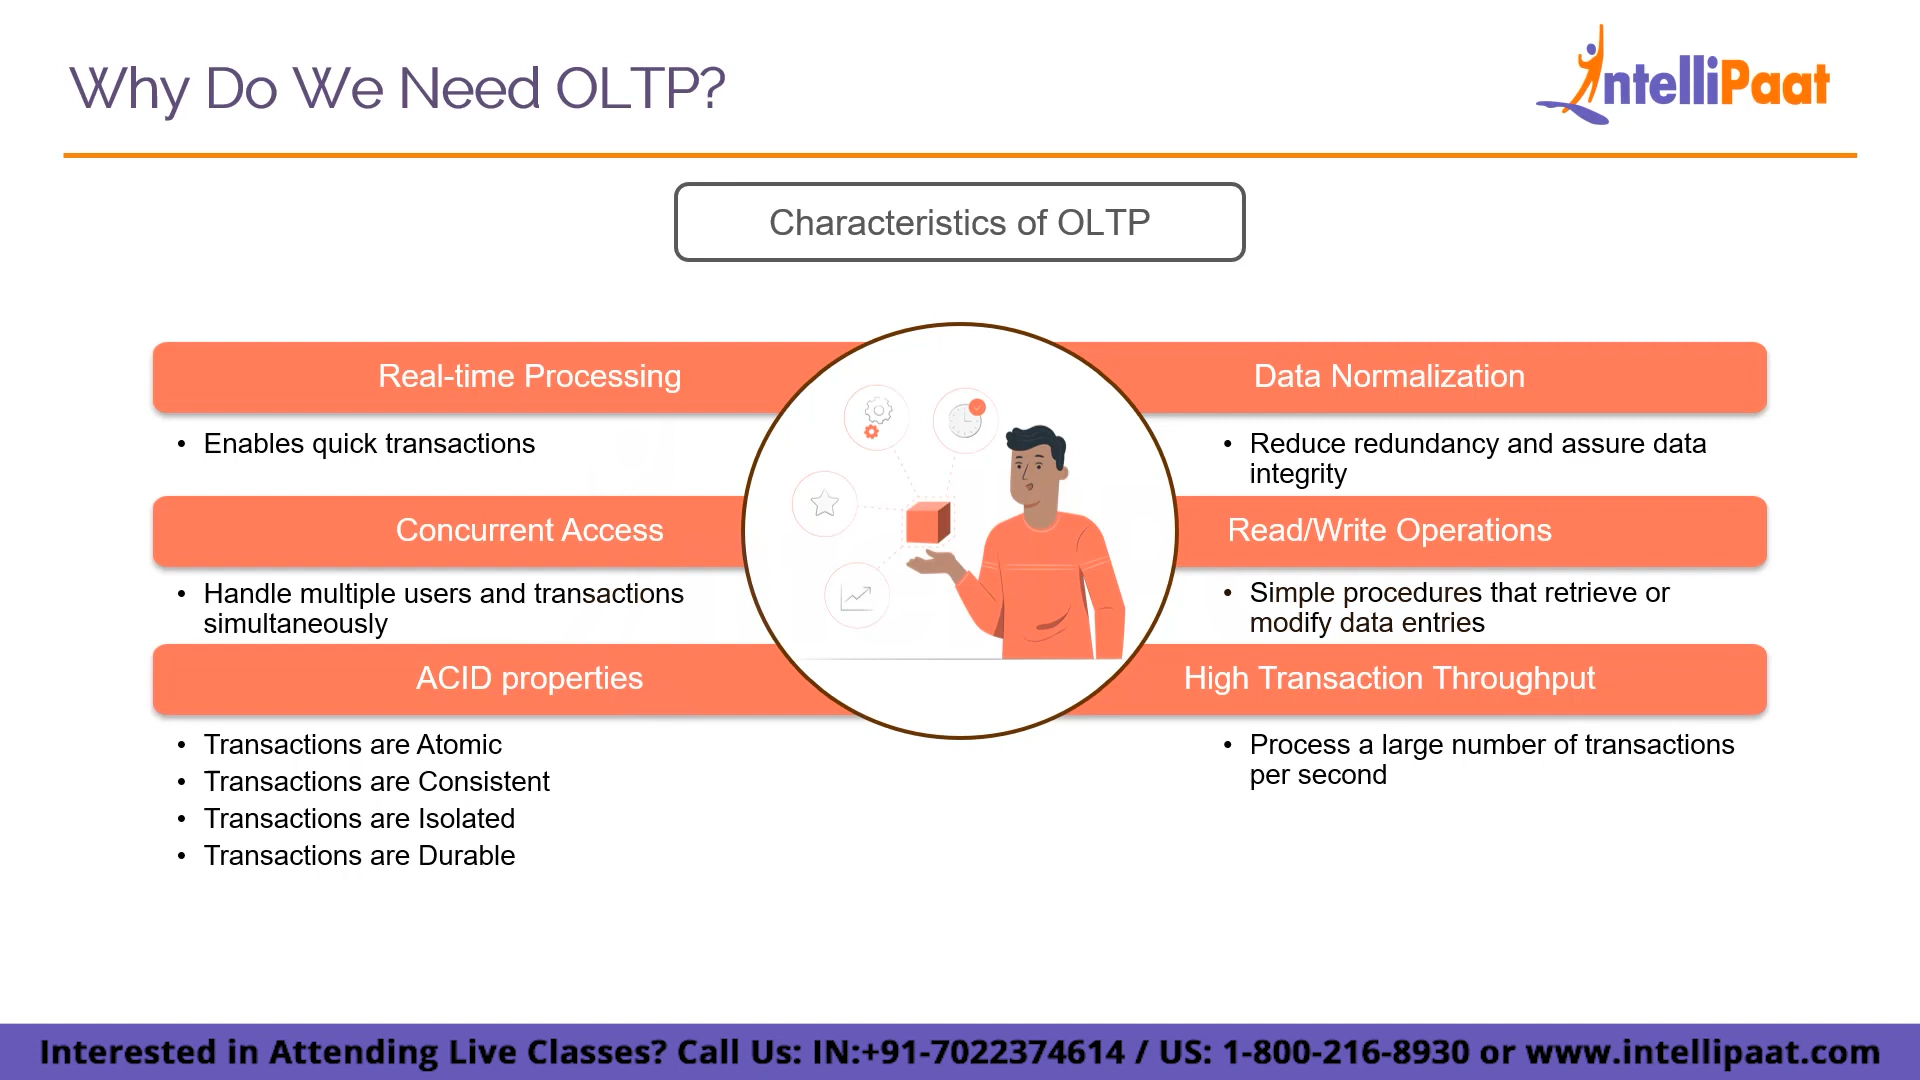 Why Do We Need OLTP?
IntelliPaat
Characteristics of OLTP
Real-time Processing
• Enables quick transactions
Concurrent Access
• Handle multiple users and transactions
simultaneously
ACID properties
• Transactions are Atomic
• Transactions are Consistent
• Transactions are Isolated
• Transactions are Durable
Data Normalization
• Reduce redundancy and assure data
integrity
Read/Write Operations
• Simple procedures that retrieve or
modify data entries
High Transaction Throughput
• Process a large number of transactions
per second
Interested in Attending Live Classes? Call Us: IN:+91-7022374614 / US: 1-800-216-8930 or www.intellipaat.com